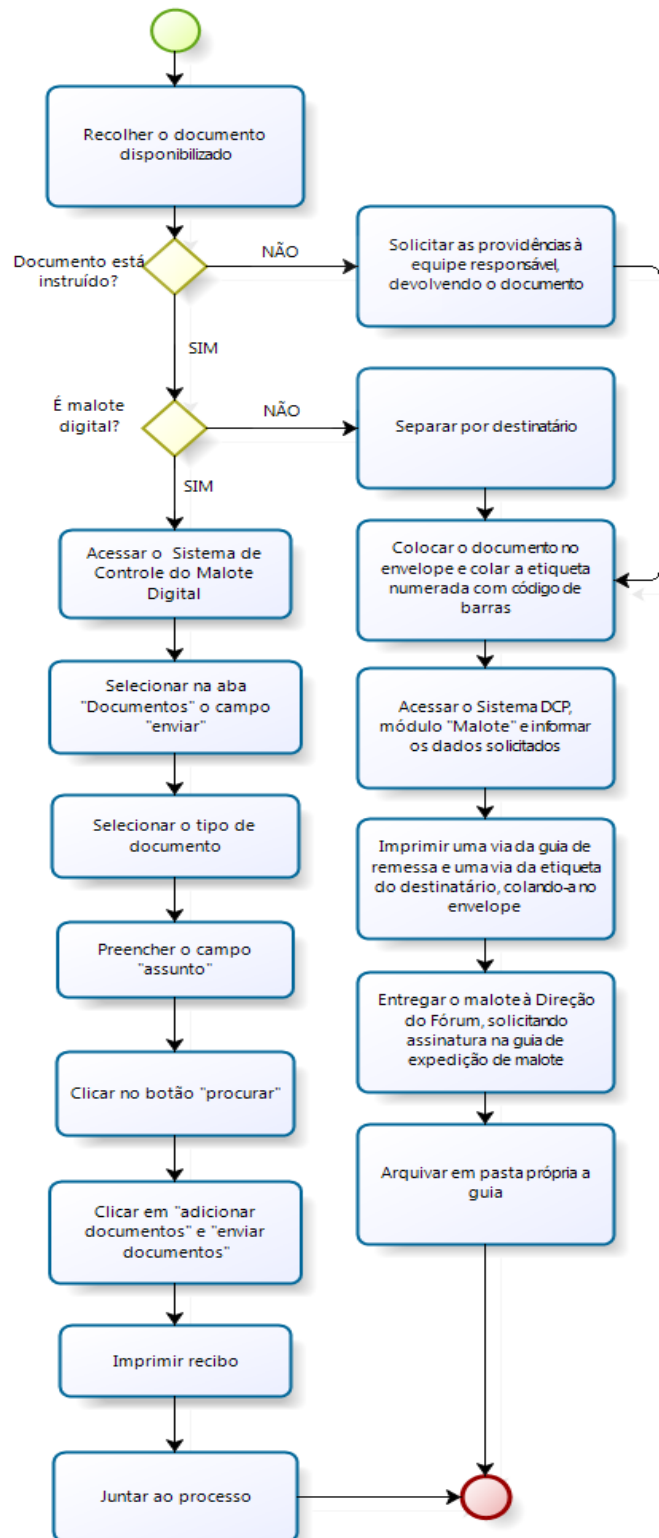 Recolher o documento
disponibilizado
Documento está
instruído?
NÃO
Solicitar as providências à
equipe responsável,
devolvendo o documento
SIM
É malote
digital?
NÃO
Separar por destinatário
SIM
Acessar o Sistema de
Controle do Malote
Digital
Colocar o documento no
envelope e colar a etiqueta
numerada com código de
barras
Selecionar na aba
"Documentos" o campo
"enviar"
Acessar o Sistema DCP,
módulo "Malote" e informar
os dados solicitados
Selecionar o tipo de
documento
Imprimir uma via da guia de
remessa e uma via da etiqueta
do destinatário, colando-a no
envelope
Preencher o campo
"assunto"
Entregar o malote à Direção
do Fórum, solicitando
assinatura na guia de
expedição de malote
Clicar no botão "procurar"
Arquivar em pasta própria a
guia
Clicar em "adicionar
documentos" e "enviar
documentos"
Imprimir recibo
Juntar ao processo